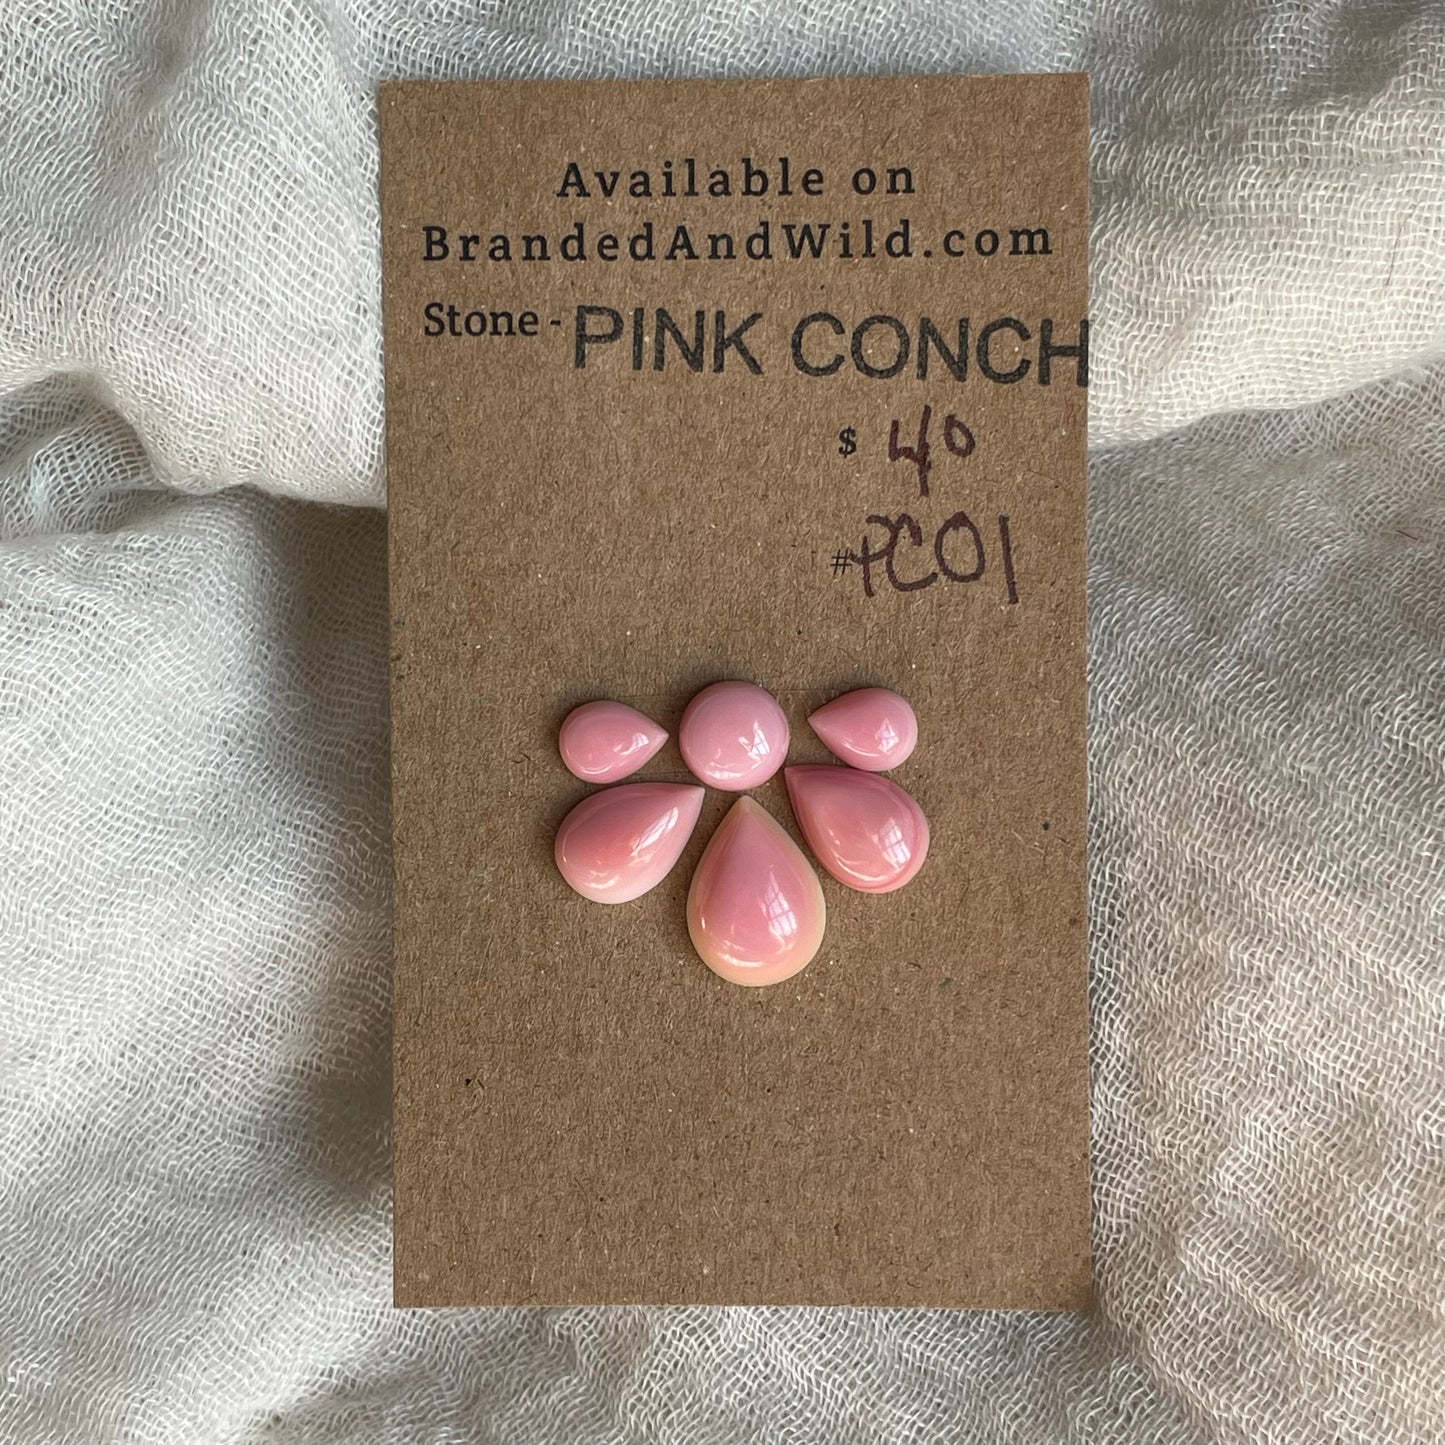 Available on
BrandedAndWild.com
Stone - PINK CONCH
$ 40
#PC01